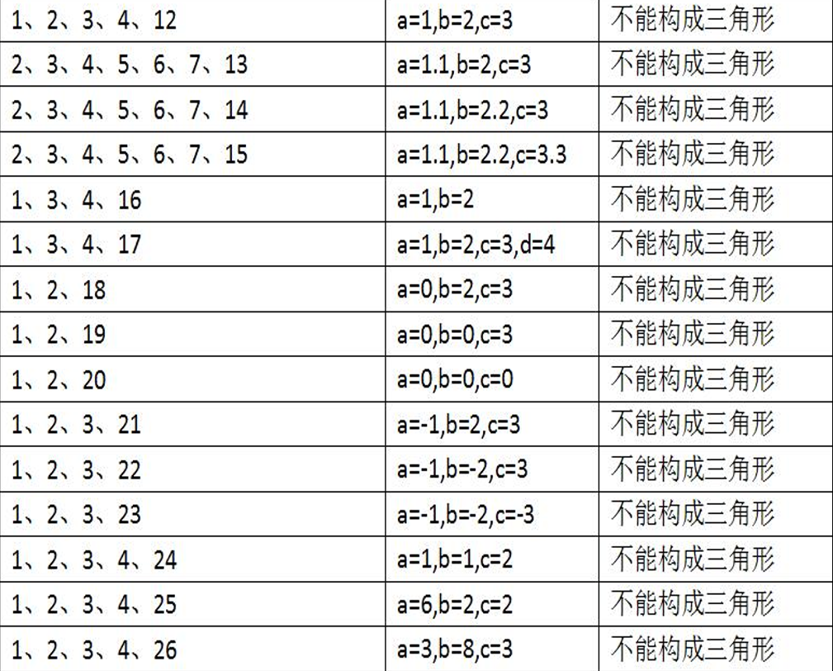 1、2、3、4、12 a=1,b=2,c=3 不能构成三角形
2、3、4、5、6、7、13 a=1.1,b=2,c=3 不能构成三角形
2、3、4、5、6、7、14 a=1.1,b=2.2,c=3 不能构成三角形
2、3、4、5、6、7、15 a=1.1,b=2.2,c=3.3 不能构成三角形
1、3、4、16 a=1,b=2 不能构成三角形
1、3、4、17 a=1,b=2,c=3,d=4 不能构成三角形
1、2、18 a=0,b=2,c=3 不能构成三角形
1、2、19 a=0,b=0,c=3 不能构成三角形
1、2、20 a=0,b=0,c=0 不能构成三角形
1、2、3、21 a=-1,b=2,c=3 不能构成三角形
1、2、3、22 a=-1,b=-2,c=3 不能构成三角形
1、2、3、23 a=-1,b=-2,c=-3 不能构成三角形
1、2、3、4、24 a=1,b=1,c=2 不能构成三角形
1、2、3、4、25 a=6,b=2,c=2 不能构成三角形
1、2、3、4、26 a=3,b=8,c=3 不能构成三角形